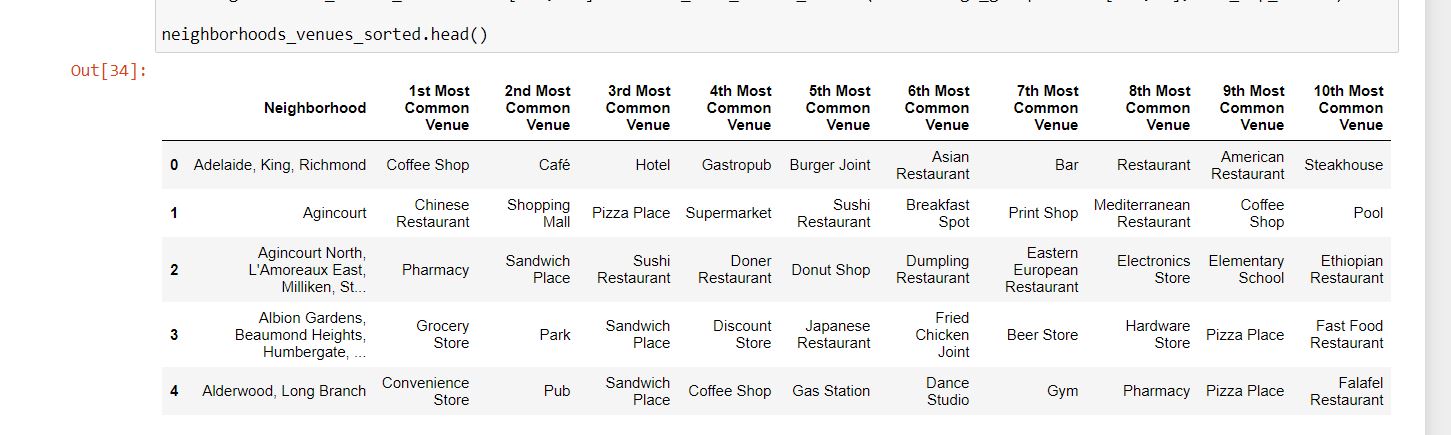 neighborhoods_venues_sorted.head()
Out[34]:
Neighborhood 1st Most Common Venue 2nd Most Common Venue 3rd Most Common Venue 4th Most Common Venue 5th Most Common Venue 6th Most Common Venue 7th Most Common Venue 8th Most Common Venue 9th Most Common Venue 10th Most Common Venue
0 Adelaide, King, Richmond Coffee Shop Café Hotel Gastropub Burger Joint Asian Restaurant Bar Restaurant American Restaurant Steakhouse
1 Agincourt Chinese Restaurant Shopping Mall Pizza Place Supermarket Sushi Restaurant Breakfast Spot Print Shop Mediterranean Restaurant Coffee Shop Pool
2 Agincourt North, L'Amoreaux East, Milliken, St... Pharmacy Sandwich Place Sushi Restaurant Doner Restaurant Donut Shop Dumpling Restaurant Eastern European Restaurant Electronics Store Elementary School Ethiopian Restaurant
3 Albion Gardens, Beaumond Heights, Humbergate, ... Grocery Store Park Sandwich Place Discount Store Japanese Restaurant Fried Chicken Joint Beer Store Hardware Store Pizza Place Fast Food Restaurant
4 Alderwood, Long Branch Convenience Store Pub Sandwich Place Coffee Shop Gas Station Dance Studio Gym Pharmacy Pizza Place Falafel Restaurant